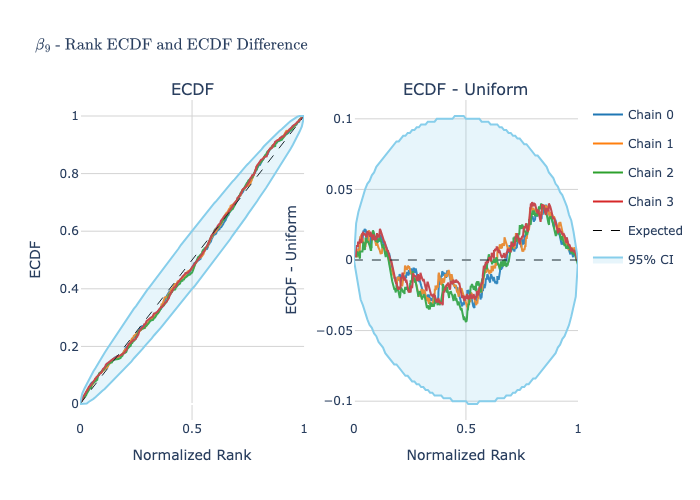 β₉ - Rank ECDF and ECDF Difference
ECDF
ECDF - Uniform
1
0.8
0.6
0.4
0.2
0
ECDF
0
0.5
1
Normalized Rank
0.1
0.05
0
−0.05
−0.1
ECDF - Uniform
0
0.5
1
Normalized Rank
Chain 0
Chain 1
Chain 2
Chain 3
Expected
95% CI